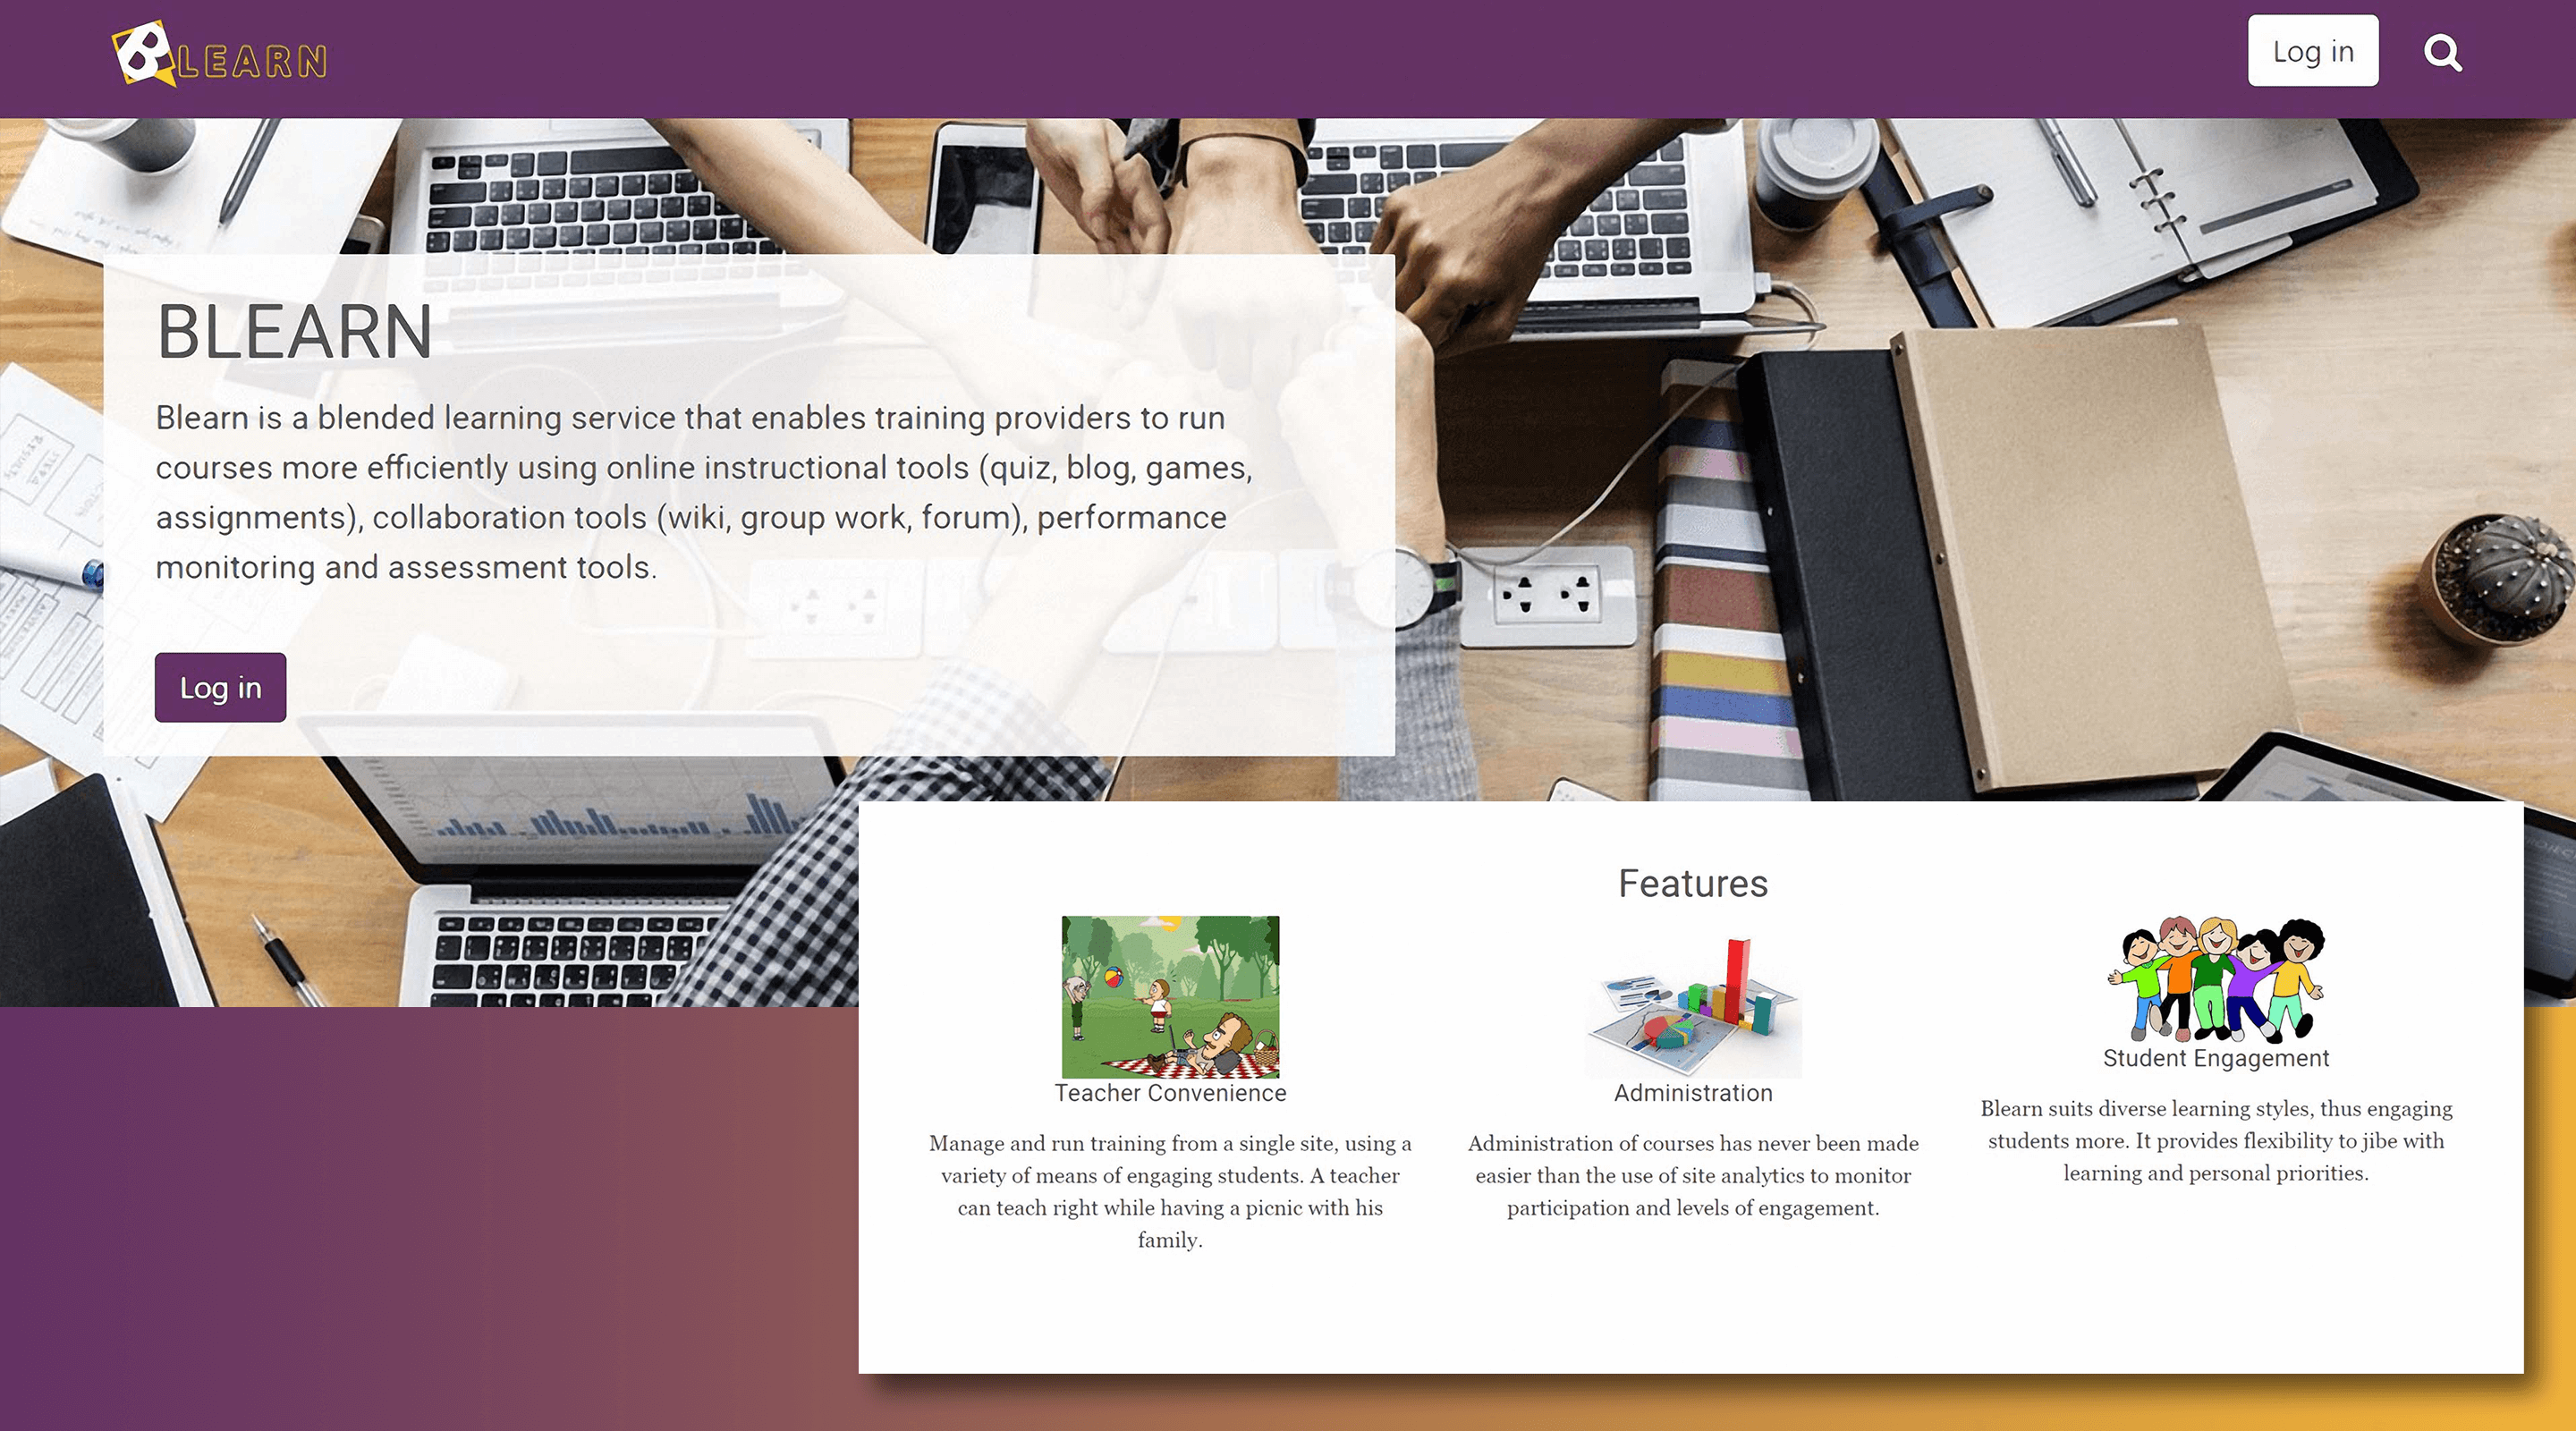 BLEARN
Log in
BLEARN
Blearn is a blended learning service that enables training providers to run
courses more efficiently using online instructional tools (quiz, blog, games,
assignments), collaboration tools (wiki, group work, forum), performance
monitoring and assessment tools.
Log in
Features
Teacher Convenience
Manage and run training from a single site, using a
variety of means of engaging students. A teacher
can teach right while having a picnic with his
family.
Administration
Administration of courses has never been made
easier than the use of site analytics to monitor
participation and levels of engagement.
Student Engagement
Blearn suits diverse learning styles, thus engaging
students more. It provides flexibility to jibe with
learning and personal priorities.